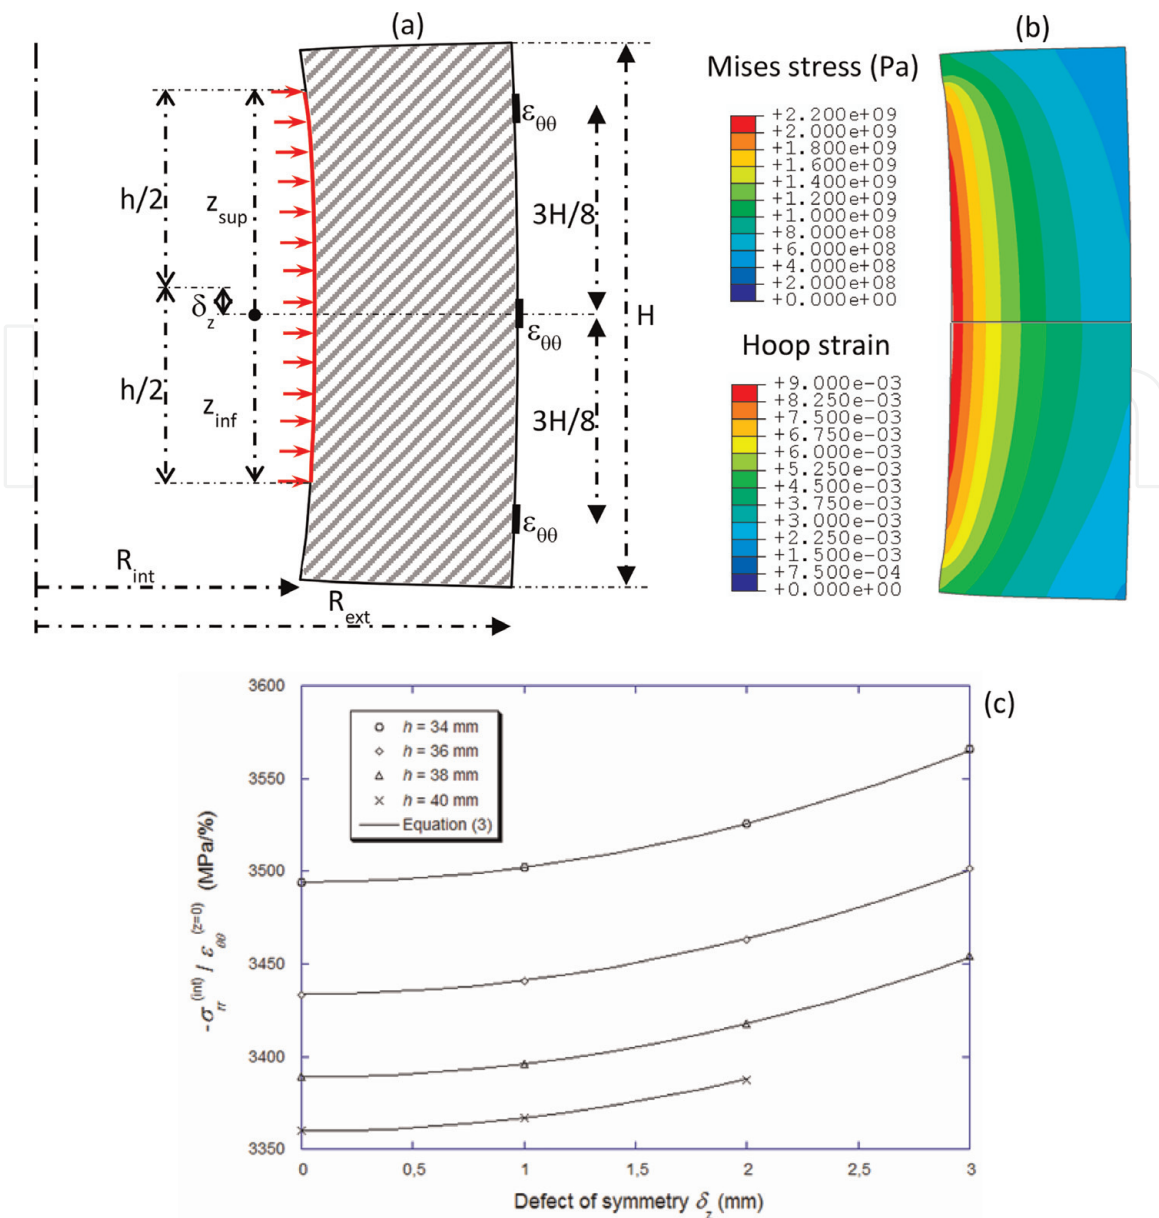 (a)
ε_θθ
h/2
z_sup
3H/8
δ_z
H
ε_θθ
h/2
z_inf
3H/8
ε_θθ
R_int
R_ext
(b)
Mises stress (Pa)
+2.200e+09
+2.000e+09
+1.800e+09
+1.600e+09
+1.400e+09
+1.200e+09
+1.000e+09
+8.000e+08
+6.000e+08
+4.000e+08
+2.000e+08
+0.000e+00
Hoop strain
+9.000e-03
+8.250e-03
+7.500e-03
+6.750e-03
+6.000e-03
+5.250e-03
+4.500e-03
+3.750e-03
+3.000e-03
+2.250e-03
+1.500e-03
+7.500e-04
+0.000e+00
(c)
3600
3550
3500
3450
3400
3350
-σ_rr^(int) / ε_θθ^(z=0) (MPa/%)
h = 34 mm
h = 36 mm
h = 38 mm
h = 40 mm
Equation (3)
0
0,5
1
1,5
2
2,5
3
Defect of symmetry δ_z (mm)